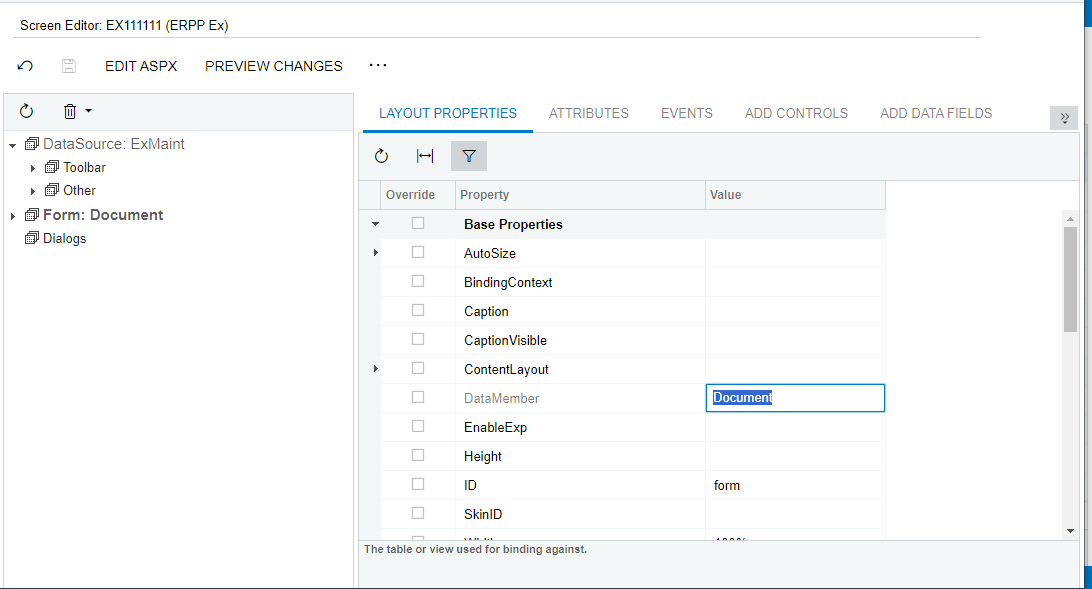 Screen Editor: EX111111 (ERPP Ex)
EDIT ASPX PREVIEW CHANGES ...
LAYOUT PROPERTIES ATTRIBUTES EVENTS ADD CONTROLS ADD DATA FIELDS
DataSource: ExMaint
Toolbar
Other
Form: Document
Dialogs
Override Property Value
Base Properties
AutoSize
BindingContext
Caption
CaptionVisible
ContentLayout
DataMember Document
EnableExp
Height
ID form
SkinID
The table or view used for binding against.